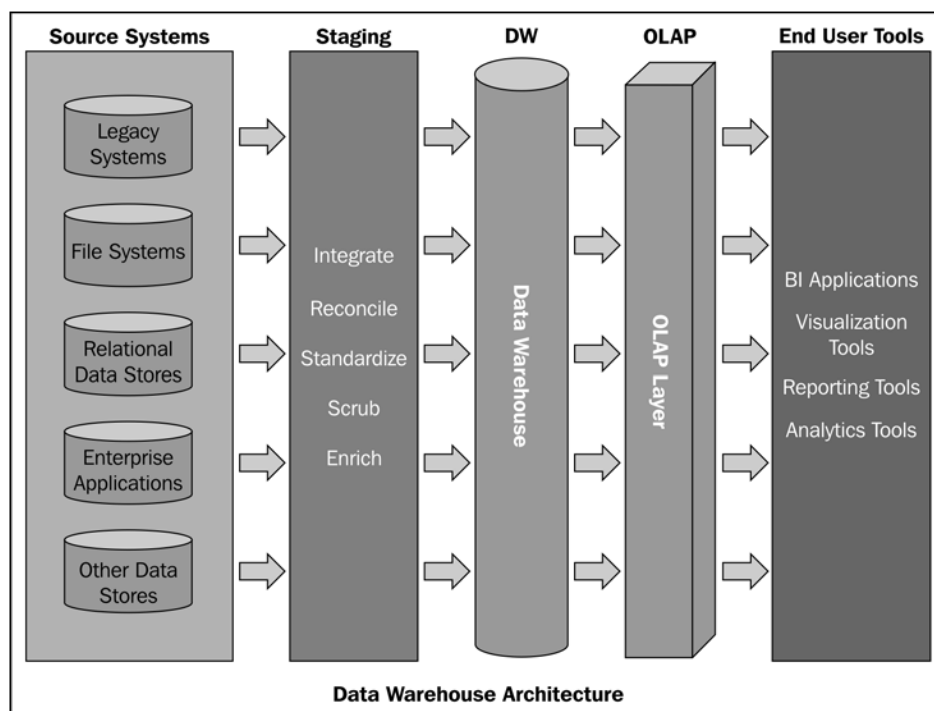 Source Systems
Staging
DW
OLAP
End User Tools
Legacy
Systems
File Systems
Relational
Data Stores
Enterprise
Applications
Other Data
Stores
Integrate
Reconcile
Standardize
Scrub
Enrich
Data Warehouse
OLAP Layer
BI Applications
Visualization
Tools
Reporting Tools
Analytics Tools
Data Warehouse Architecture